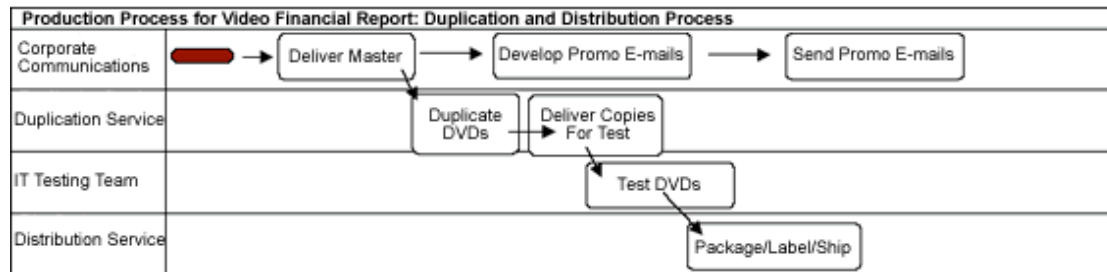 Production Process for Video Financial Report: Duplication and Distribution Process
Corporate
Communications
Deliver Master
Develop Promo E-mails
Send Promo E-mails
Duplication Service
Duplicate
DVDs
Deliver Copies
For Test
IT Testing Team
Test DVDs
Distribution Service
Package/Label/Ship